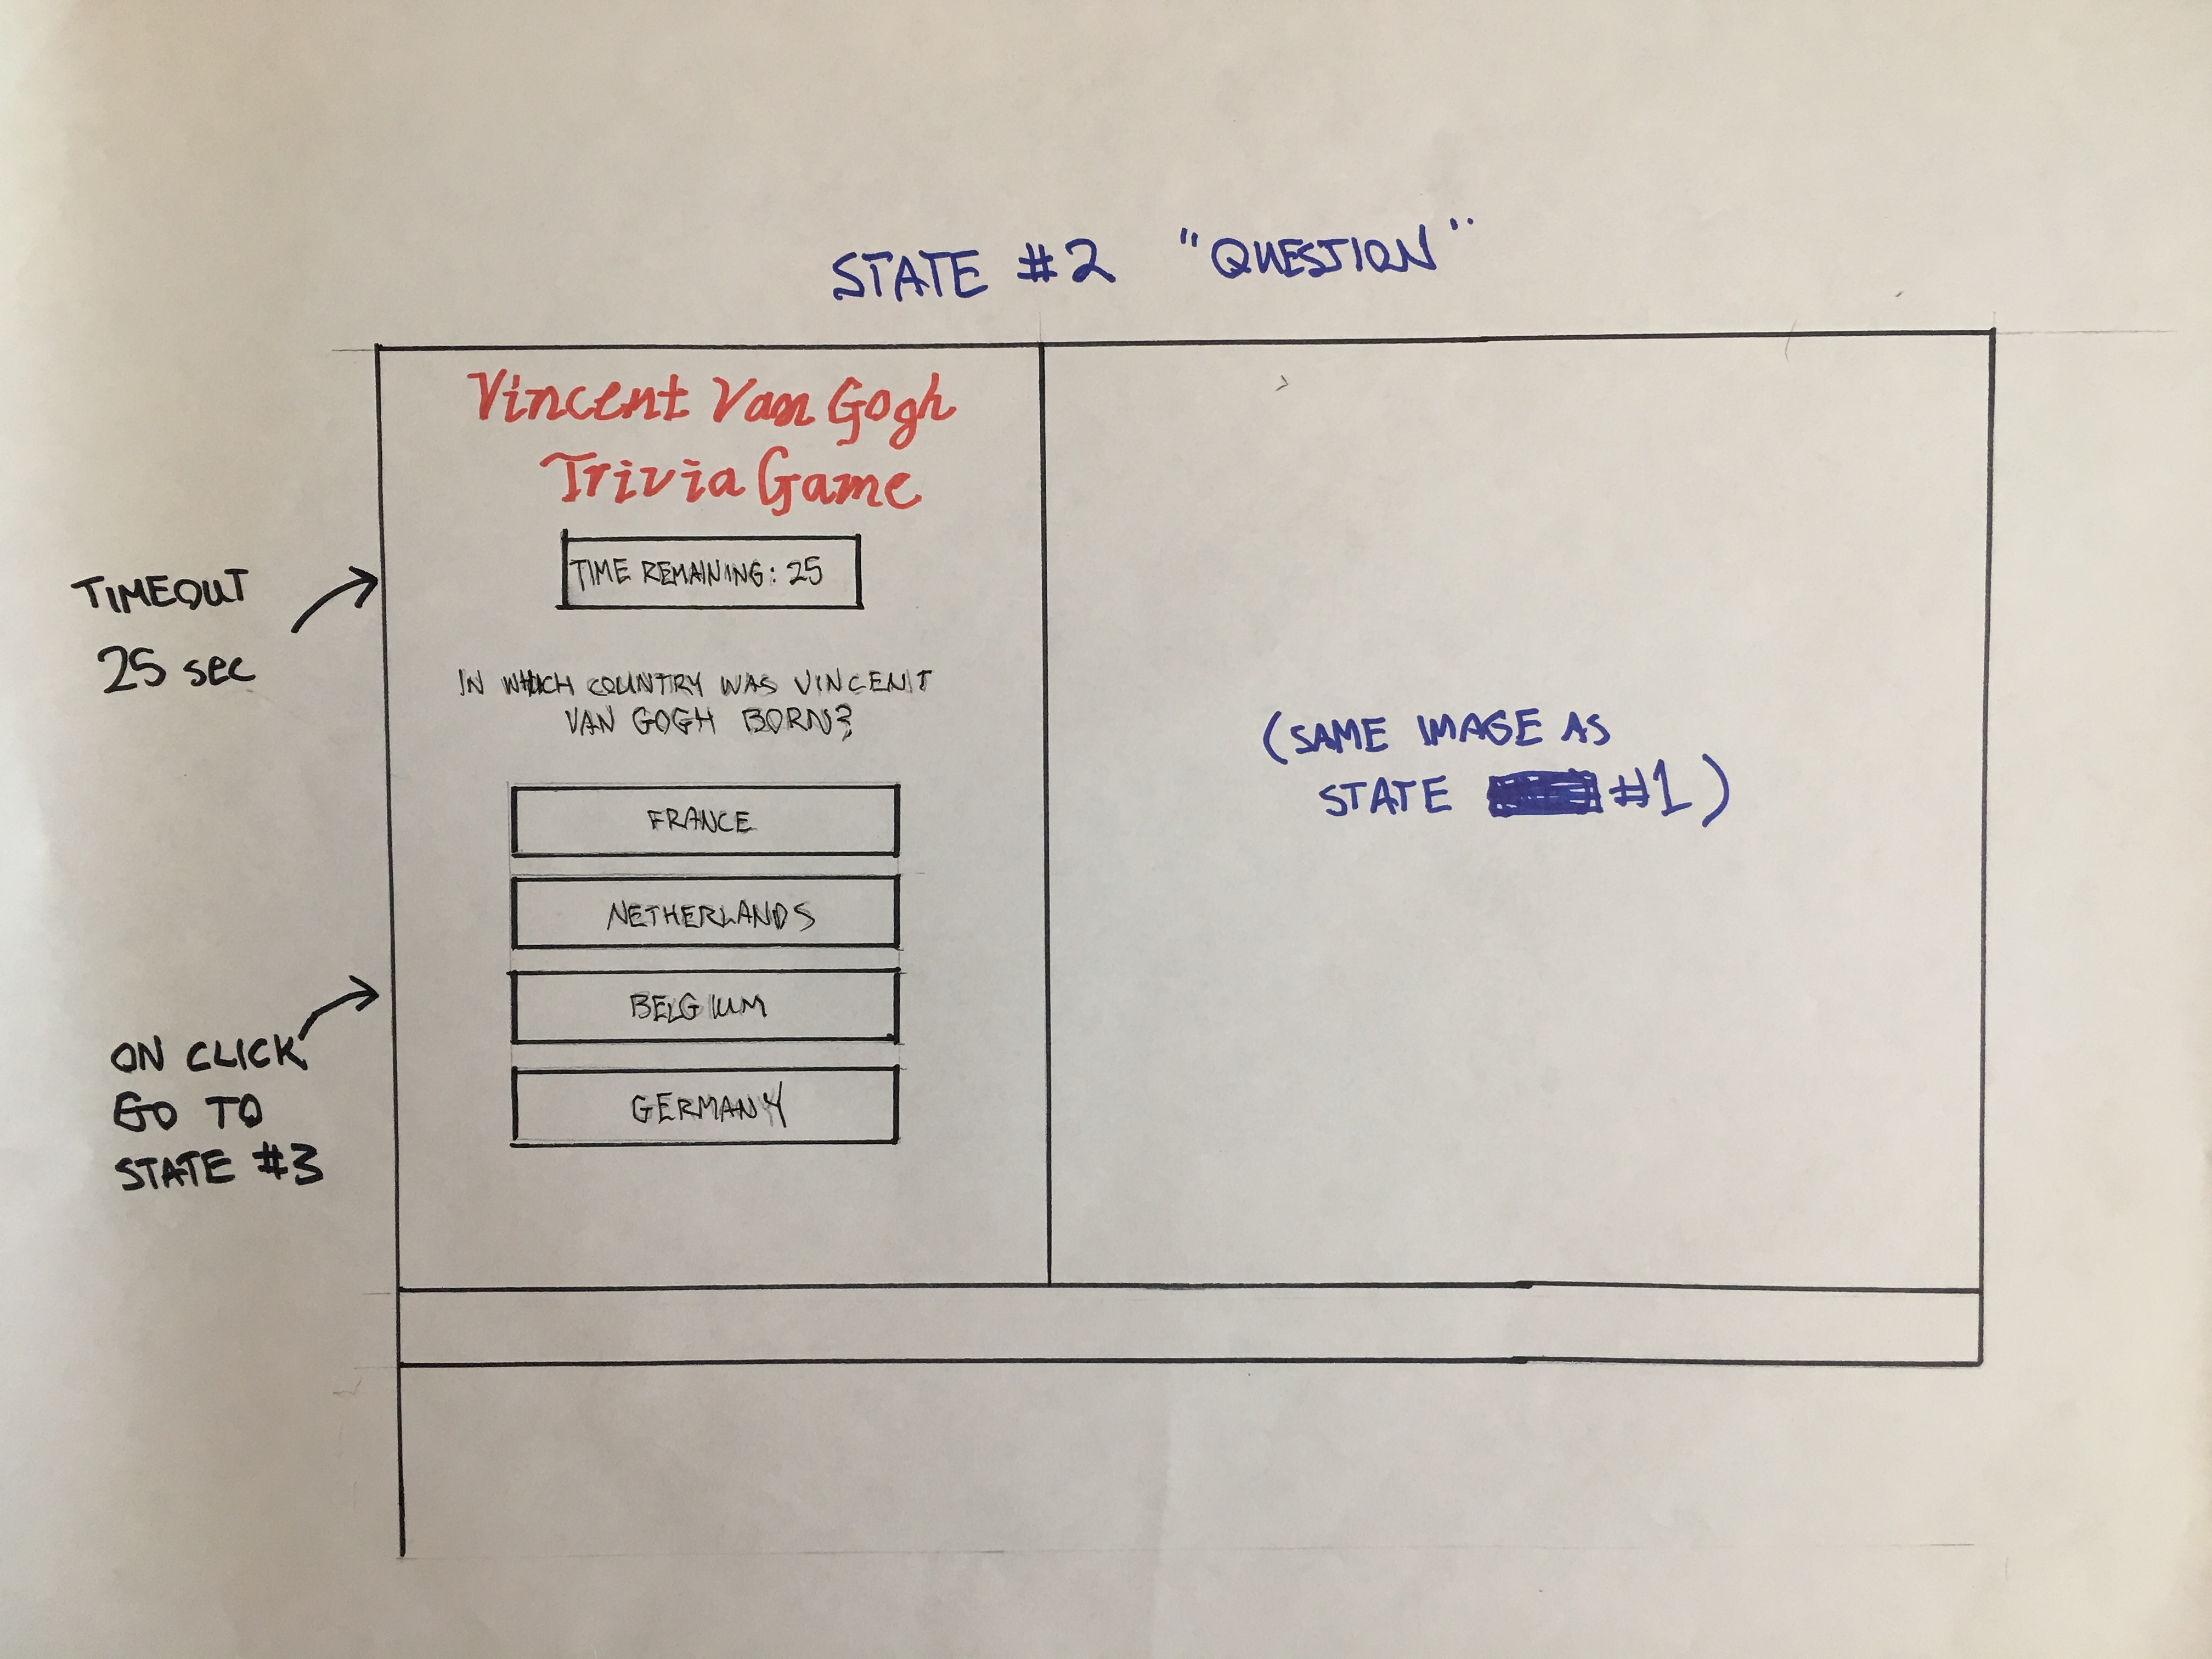 STATE #2 "QUESTION"
Vincent Van Gogh
Trivia Game
TIME REMAINING: 25
TIMEOUT
25 sec
IN WHICH COUNTRY WAS VINCENT
VAN GOGH BORN?
FRANCE
NETHERLANDS
BELGIUM
GERMANY
ON CLICK
GO TO
STATE #3
(SAME IMAGE AS
STATE #1)